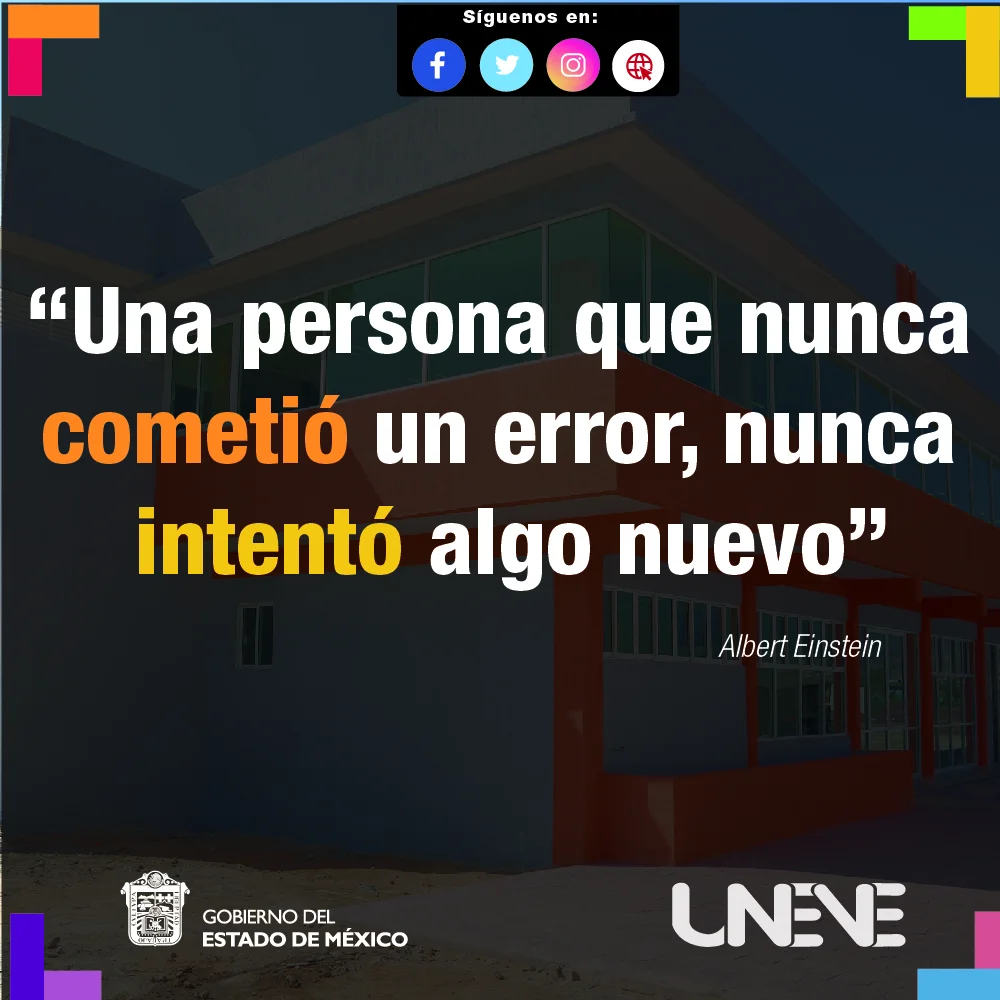 Síguenos en:
“Una persona que nunca
cometió un error, nunca
intentó algo nuevo”
Albert Einstein
GOBIERNO DEL
ESTADO DE MÉXICO
UNEVE